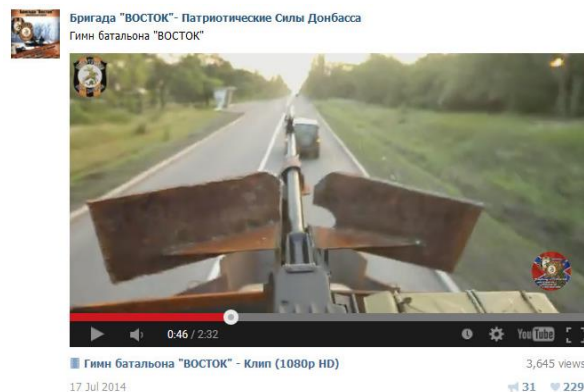 Бригада "ВОСТОК"- Патриотические Силы Донбасса
Гимн батальона "ВОСТОК"
0:46 / 2:32
YouTube
Гимн батальона "ВОСТОК" - Клип (1080p HD)
3,645 views
17 Jul 2014
31
229